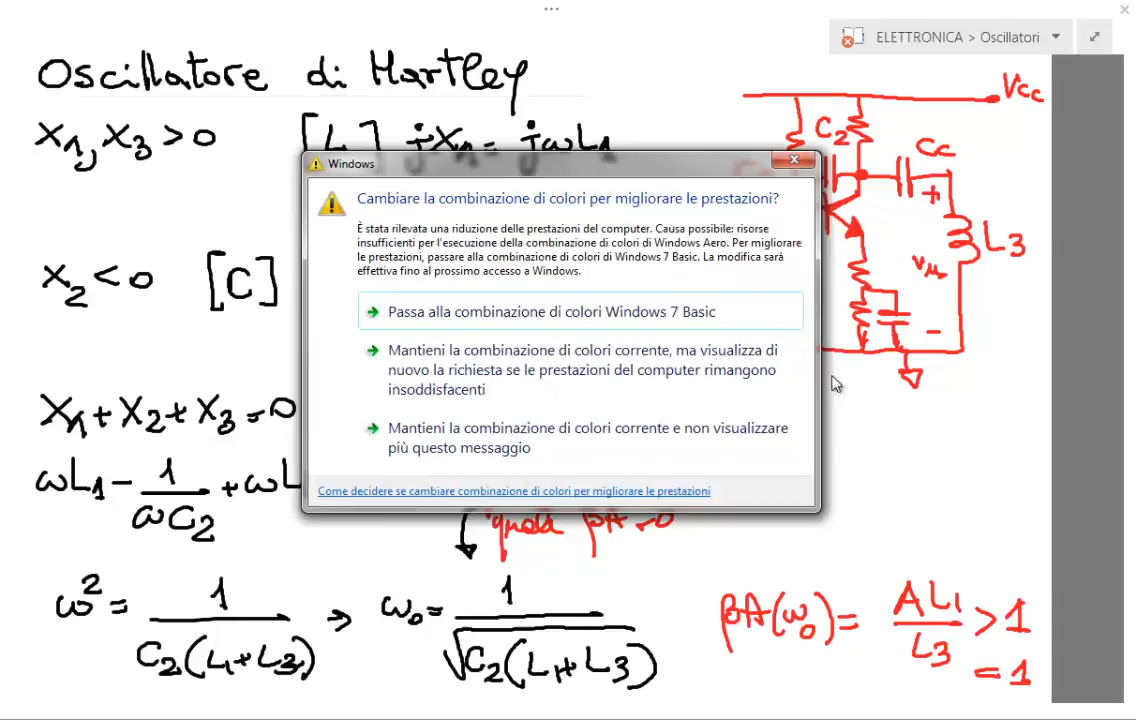 ELETTRONICA > Oscillatori
Oscillatore di Hartley
X1, X3 > 0 [L] jX1 = jωL1
Vcc
C2
Cc
+
L3
-
Windows
Cambiare la combinazione di colori per migliorare le prestazioni?
È stata rilevata una riduzione delle prestazioni del computer. Causa possibile: risorse
insufficienti per l'esecuzione della combinazione di colori di Windows Aero. Per migliorare
le prestazioni, passare alla combinazione di colori di Windows 7 Basic. La modifica sarà
effettiva fino al prossimo accesso a Windows.
Passa alla combinazione di colori Windows 7 Basic
Mantieni la combinazione di colori corrente, ma visualizza di
nuovo la richiesta se le prestazioni del computer rimangono
insoddisfacenti
Mantieni la combinazione di colori corrente e non visualizzare
più questo messaggio
Come decidere se cambiare combinazione di colori per migliorare le prestazioni
X2 < 0 [C]
X1 + X2 + X3 = 0
ωL1 - 1/ωC2 + ωL
ω² = 1/C2(L1+L3) => ω0 = 1/√C2(L1+L3)
βA(ω0) = AL1/L3 > 1
= 1